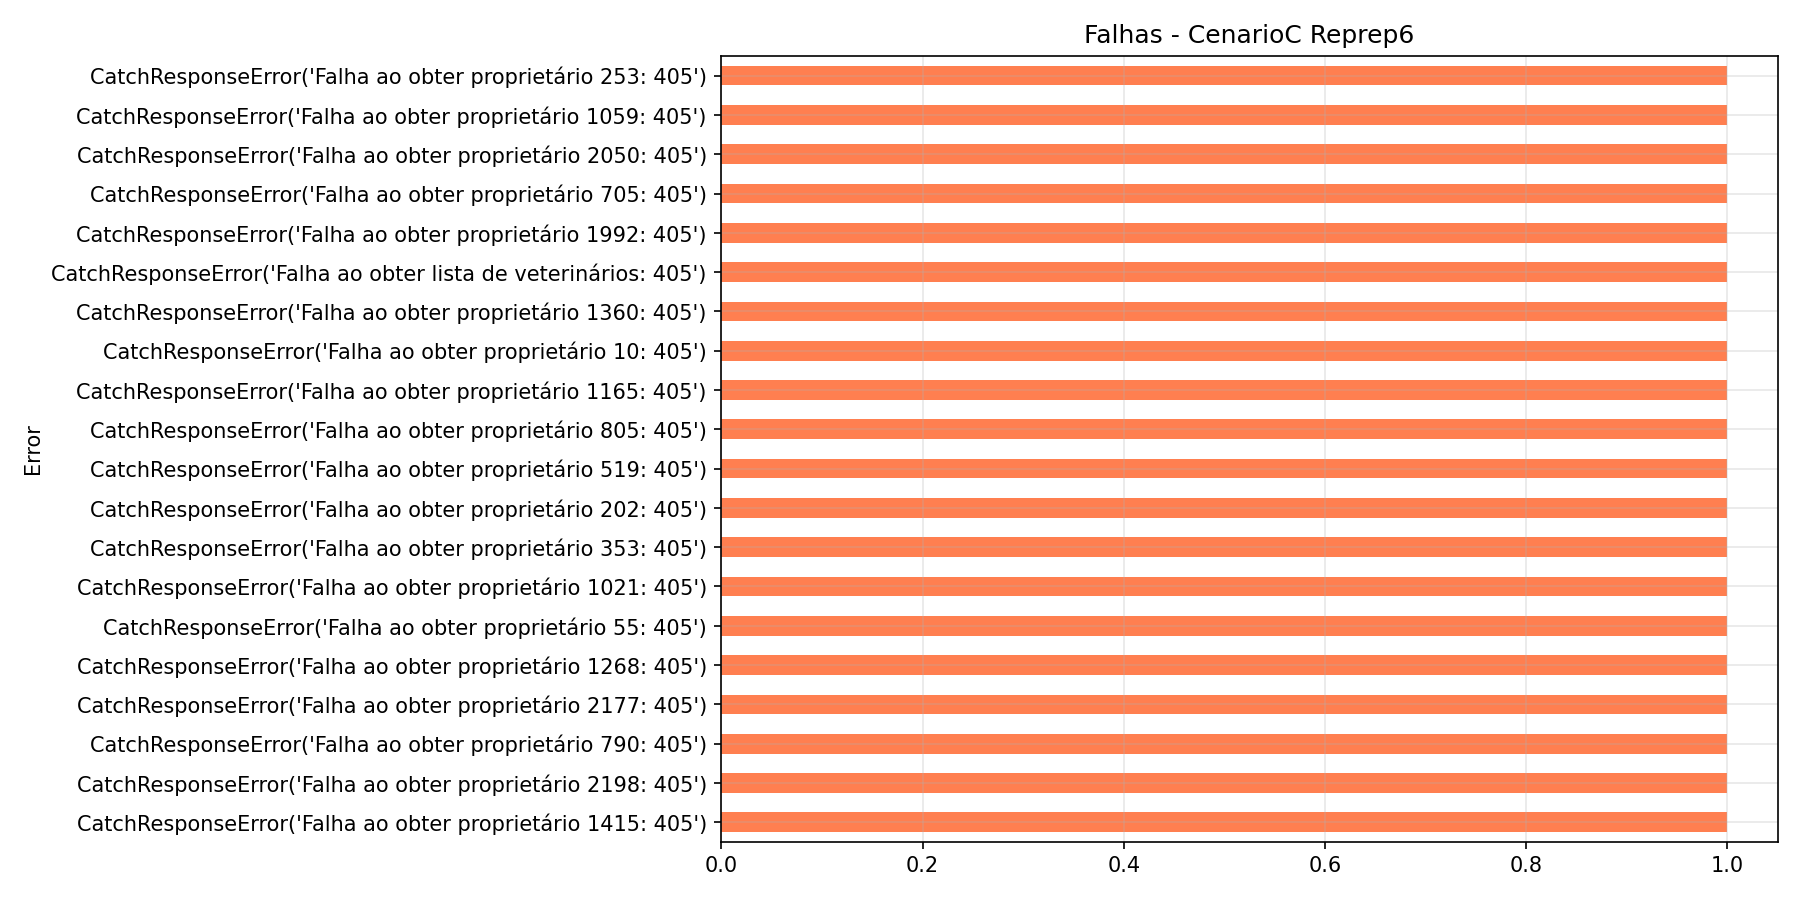 Falhas - CenarioC Reprep6
CatchResponseError('Falha ao obter proprietário 253: 405')
CatchResponseError('Falha ao obter proprietário 1059: 405')
CatchResponseError('Falha ao obter proprietário 2050: 405')
CatchResponseError('Falha ao obter proprietário 705: 405')
CatchResponseError('Falha ao obter proprietário 1992: 405')
CatchResponseError('Falha ao obter lista de veterinários: 405')
CatchResponseError('Falha ao obter proprietário 1360: 405')
CatchResponseError('Falha ao obter proprietário 10: 405')
CatchResponseError('Falha ao obter proprietário 1165: 405')
CatchResponseError('Falha ao obter proprietário 805: 405')
CatchResponseError('Falha ao obter proprietário 519: 405')
CatchResponseError('Falha ao obter proprietário 202: 405')
CatchResponseError('Falha ao obter proprietário 353: 405')
CatchResponseError('Falha ao obter proprietário 1021: 405')
CatchResponseError('Falha ao obter proprietário 55: 405')
CatchResponseError('Falha ao obter proprietário 1268: 405')
CatchResponseError('Falha ao obter proprietário 2177: 405')
CatchResponseError('Falha ao obter proprietário 790: 405')
CatchResponseError('Falha ao obter proprietário 2198: 405')
CatchResponseError('Falha ao obter proprietário 1415: 405')
Error
0.0 0.2 0.4 0.6 0.8 1.0